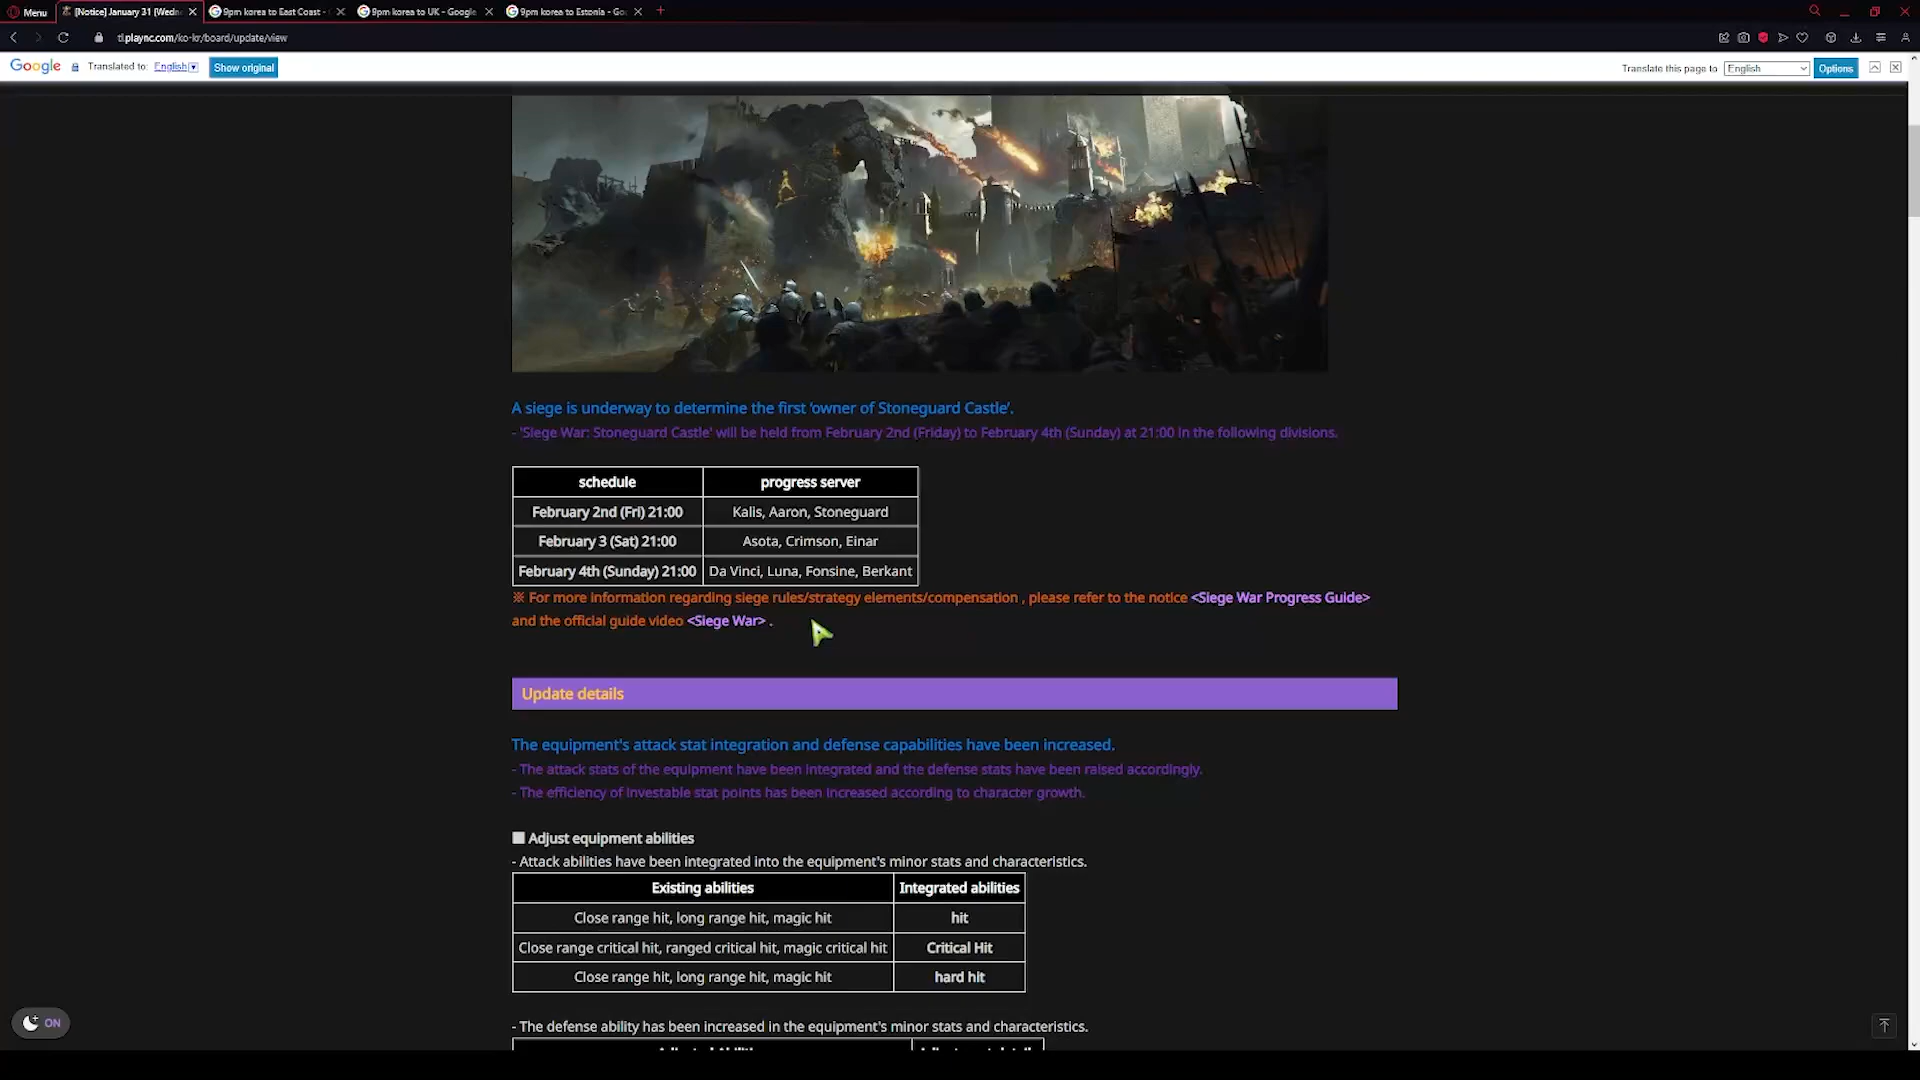 Menu
[Notice] January 31 (Wedn
9pm korea to East Coast -
9pm korea to UK - Google
9pm korea to Estonia - Go
tl.plaync.com/ko-kr/board/update/view
Google
Translated to: English
Show original
Translate this page to
English
Options
A siege is underway to determine the first 'owner of Stoneguard Castle'.
- 'Siege War: Stoneguard Castle' will be held from February 2nd (Friday) to February 4th (Sunday) at 21:00 in the following divisions.
schedule progress server
February 2nd (Fri) 21:00 Kalis, Aaron, Stoneguard
February 3 (Sat) 21:00 Asota, Crimson, Einar
February 4th (Sunday) 21:00 Da Vinci, Luna, Fonsine, Berkant
※ For more information regarding siege rules/strategy elements/compensation , please refer to the notice <Siege War Progress Guide>
and the official guide video <Siege War> .
Update details
The equipment's attack stat integration and defense capabilities have been increased.
- The attack stats of the equipment have been integrated and the defense stats have been raised accordingly.
- The efficiency of investable stat points has been increased according to character growth.
■ Adjust equipment abilities
- Attack abilities have been integrated into the equipment's minor stats and characteristics.
Existing abilities Integrated abilities
Close range hit, long range hit, magic hit hit
Close range critical hit, ranged critical hit, magic critical hit Critical Hit
Close range hit, long range hit, magic hit hard hit
- The defense ability has been increased in the equipment's minor stats and characteristics.
ON